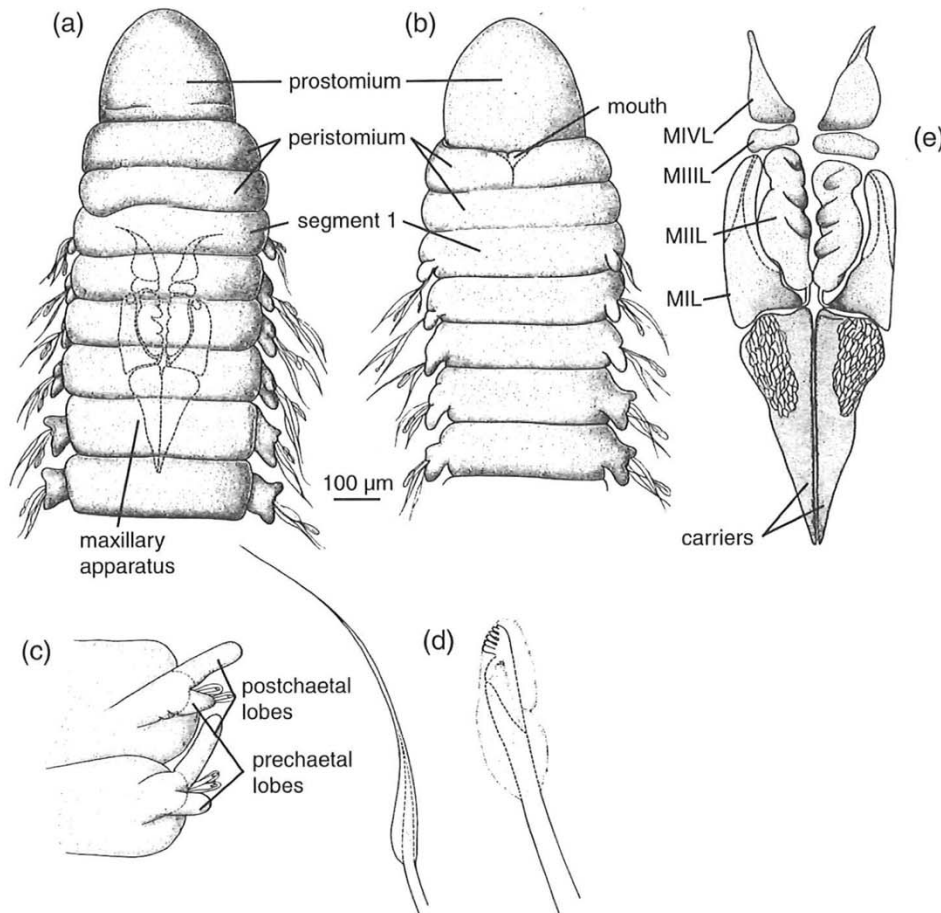 (a)
(b)
prostomium
mouth
peristomium
(e)
MIVL
MIIIL
segment 1
MIIL
MIL
100 µm
carriers
maxillary
apparatus
(c)
(d)
postchaetal
lobes
prechaetal
lobes